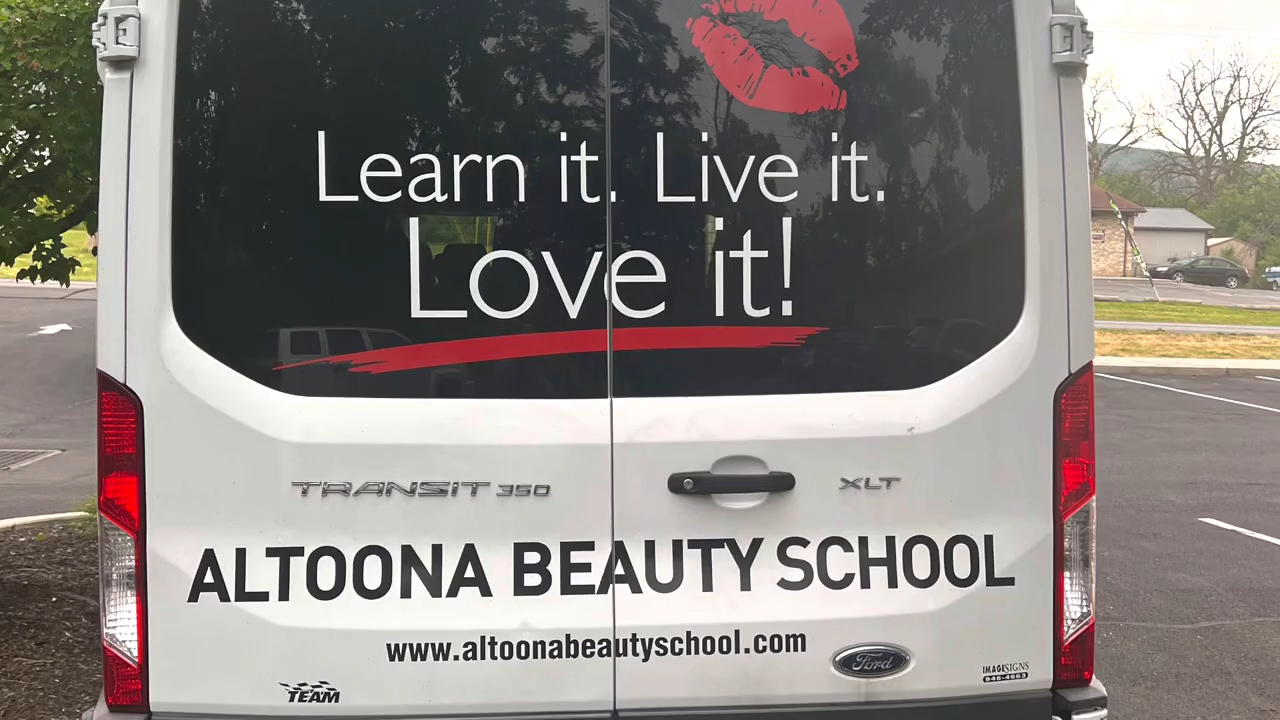 Learn it. Live it.
Love it!
TRANSIT 350
XLT
ALTOONA BEAUTY SCHOOL
www.altoonabeautyschool.com
Ford
TEAM
IMAGESIGNS
946-4663